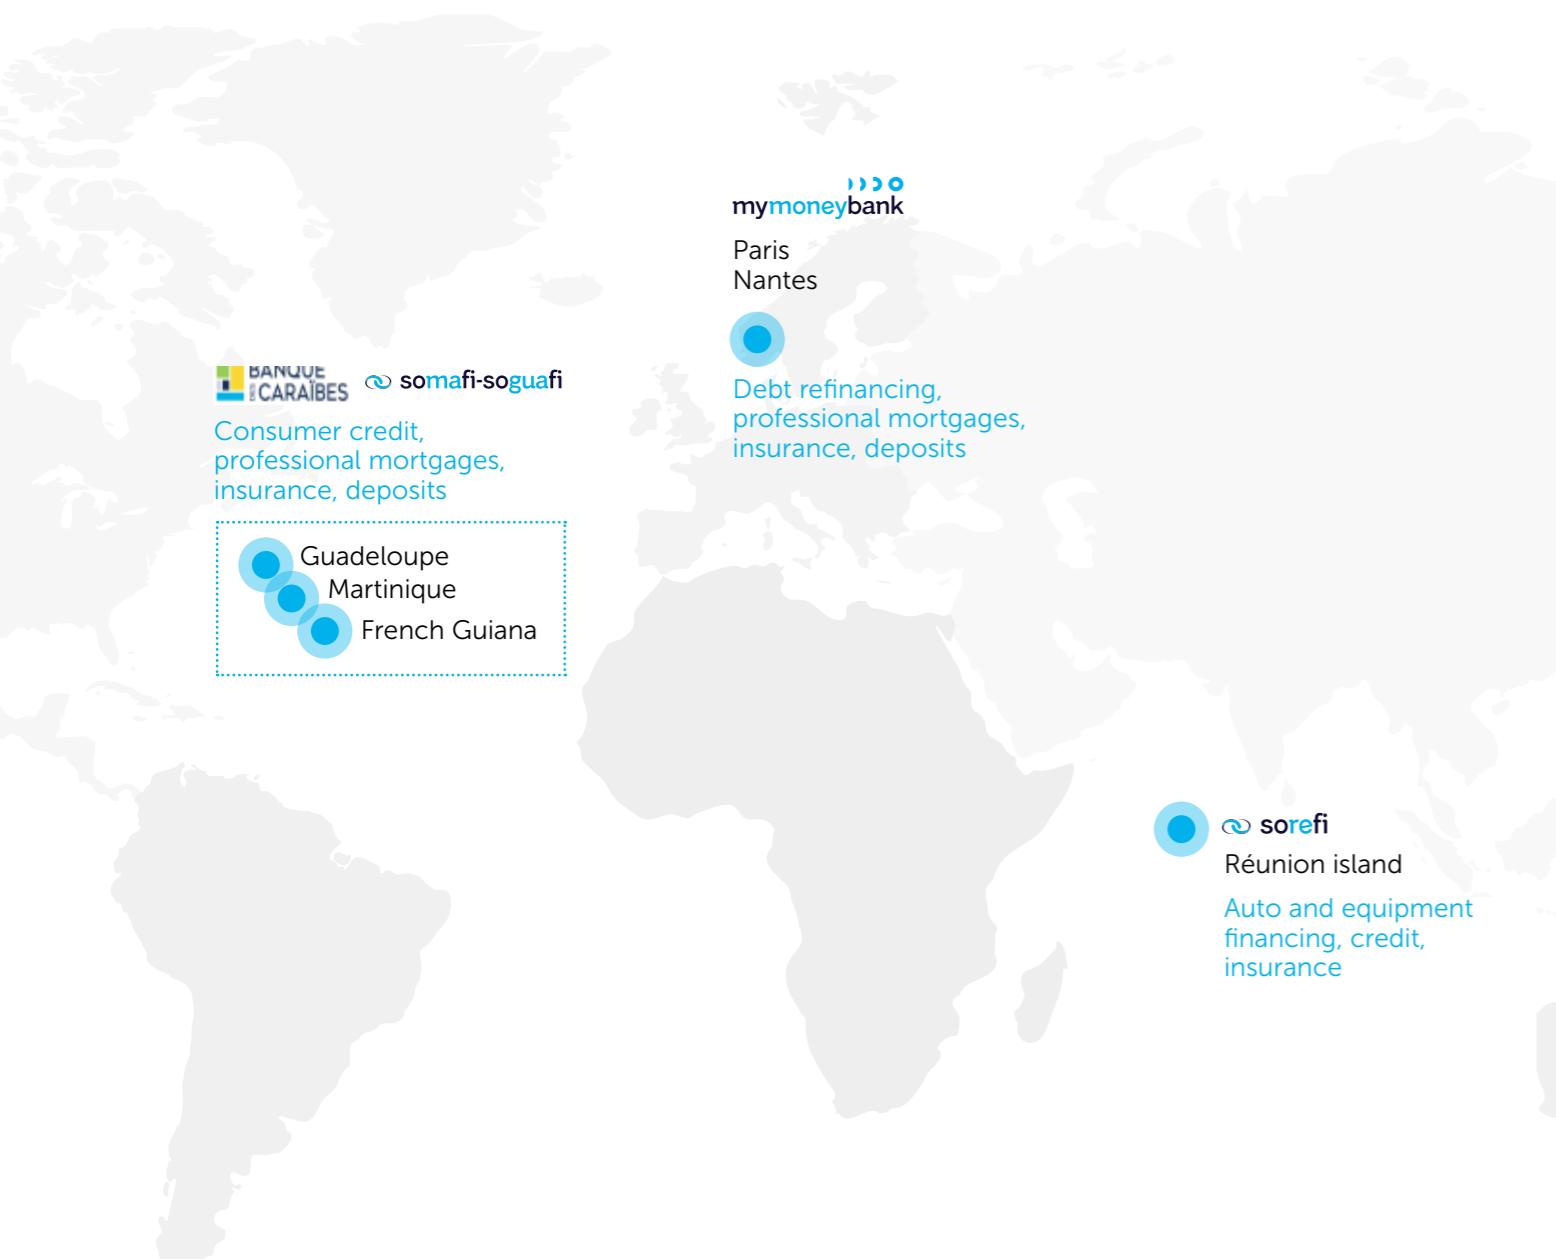 mymoneybank
Paris
Nantes
Debt refinancing,
professional mortgages,
insurance, deposits
BANQUE
CARAÏBES
somafi-soguafi
Consumer credit,
professional mortgages,
insurance, deposits
Guadeloupe
Martinique
French Guiana
sorefi
Réunion island
Auto and equipment
financing, credit,
insurance